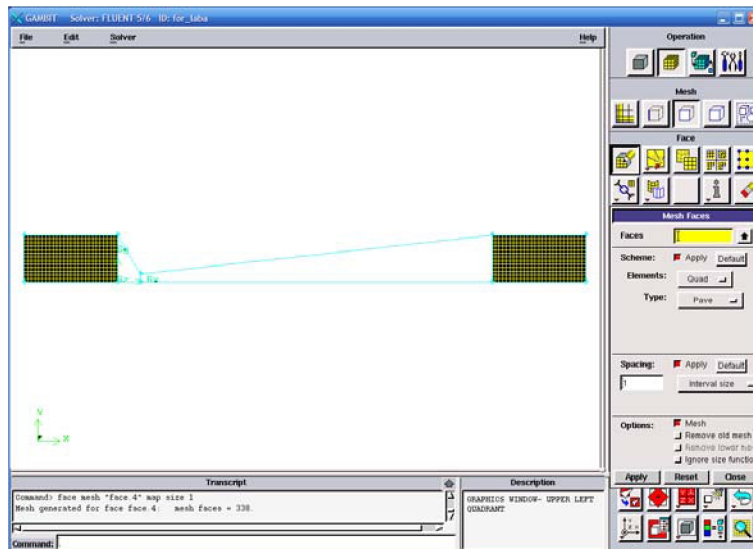 GAMBIT Solver: FLUENT 5/6 ID: for_laba
File Edit Solver Help
Operation
Mesh
Face
Mesh Faces
Faces
Scheme: Apply Default
Elements: Quad
Type: Pave
Spacing: Apply Default
1 Interval size
Options: Mesh
Remove old mesh
Remove lower
Ignore size functio
Apply Reset Close
Y
X
Transcript
Command> face mesh "face.4" map size 1
Mesh generated for face face.4: mesh faces = 338.
Command:
Description
GRAPHICS WINDOW- UPPER LEFT
QUADRANT